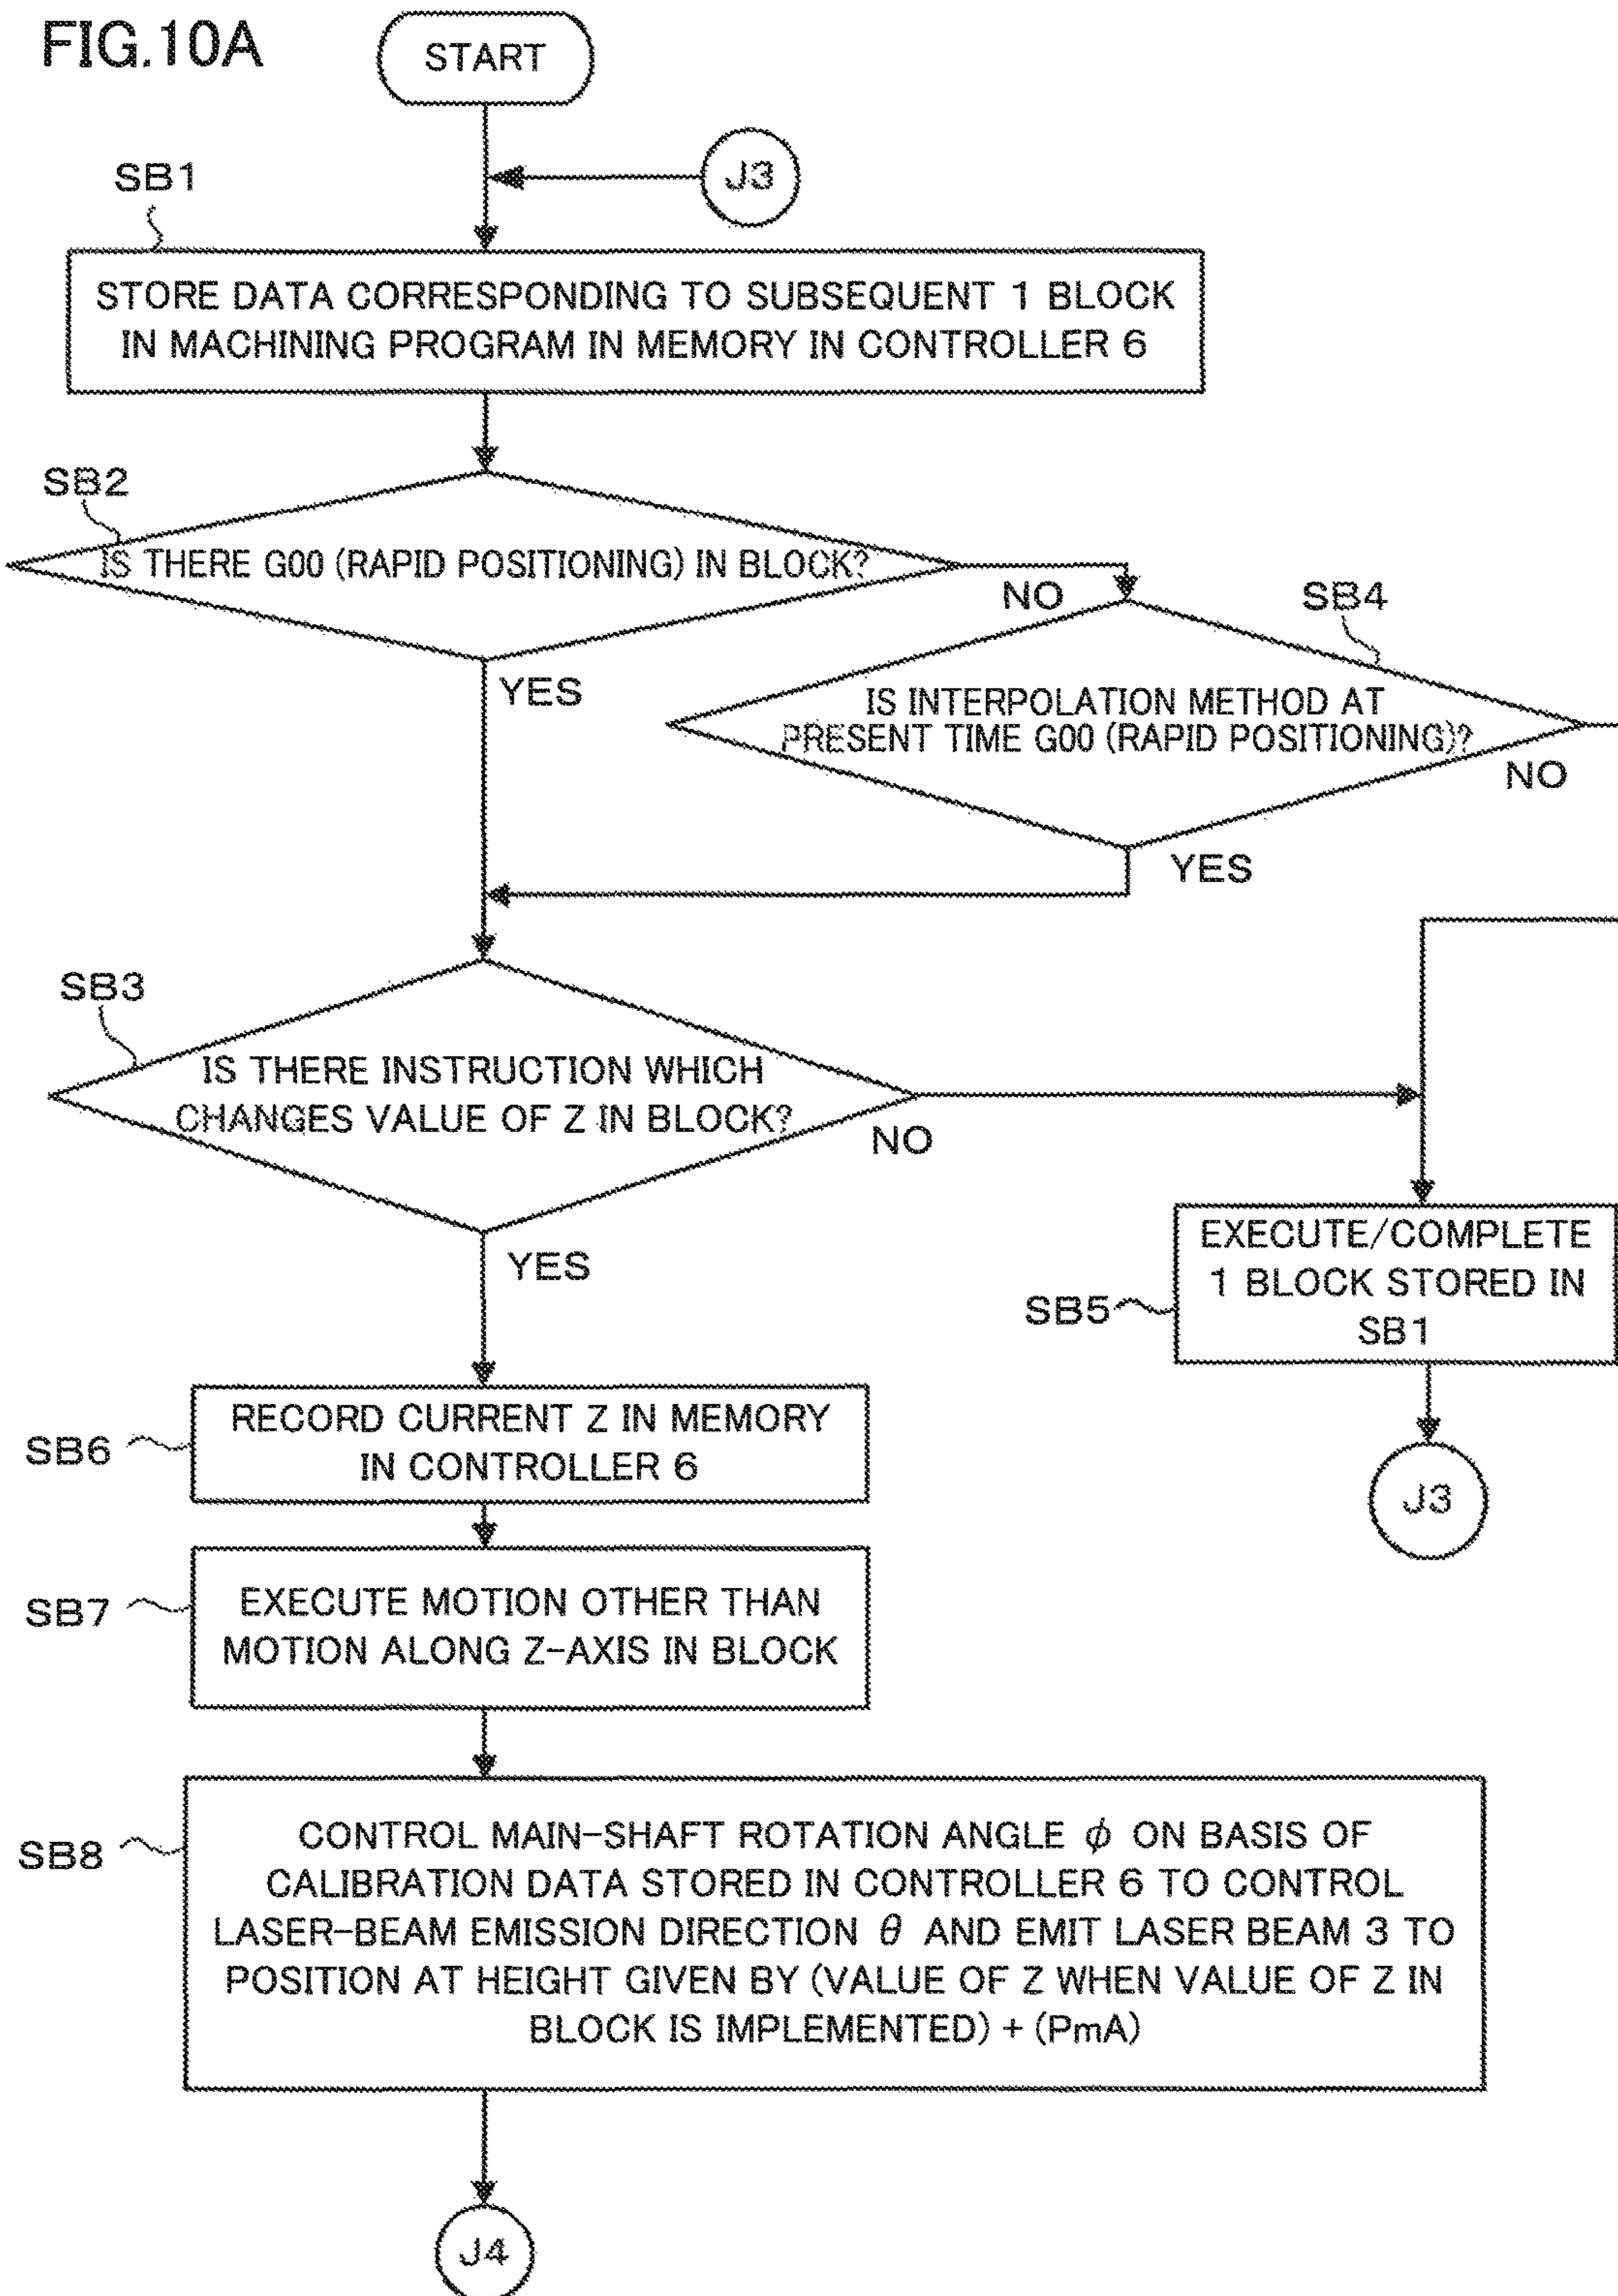 FIG.10A
START
J3
SB1
STORE DATA CORRESPONDING TO SUBSEQUENT 1 BLOCK
IN MACHINING PROGRAM IN MEMORY IN CONTROLLER 6
SB2
IS THERE G00 (RAPID POSITIONING) IN BLOCK?
NO
YES
SB4
IS INTERPOLATION METHOD AT
PRESENT TIME G00 (RAPID POSITIONING)?
NO
YES
SB3
IS THERE INSTRUCTION WHICH
CHANGES VALUE OF Z IN BLOCK?
NO
YES
SB5
EXECUTE/COMPLETE
1 BLOCK STORED IN
SB1
J3
SB6
RECORD CURRENT Z IN MEMORY
IN CONTROLLER 6
SB7
EXECUTE MOTION OTHER THAN
MOTION ALONG Z-AXIS IN BLOCK
SB8
CONTROL MAIN-SHAFT ROTATION ANGLE ϕ ON BASIS OF
CALIBRATION DATA STORED IN CONTROLLER 6 TO CONTROL
LASER-BEAM EMISSION DIRECTION θ AND EMIT LASER BEAM 3 TO
POSITION AT HEIGHT GIVEN BY (VALUE OF Z WHEN VALUE OF Z IN
BLOCK IS IMPLEMENTED) + (PmA)
J4